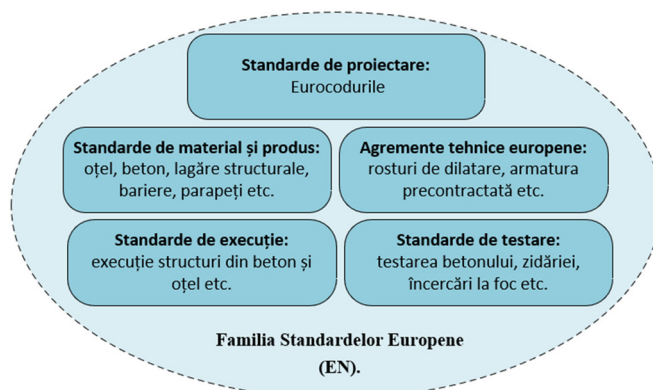 Standarde de proiectare:
Eurocodurile
Standarde de material și produs:
oțel, beton, lagăre structurale,
bariere, parapeți etc.
Agremente tehnice europene:
rosturi de dilatare, armatura
precontractată etc.
Standarde de execuție:
execuție structuri din beton și
oțel etc.
Standarde de testare:
testarea betonului, zidăriei,
încercări la foc etc.
Familia Standardelor Europene
(EN).